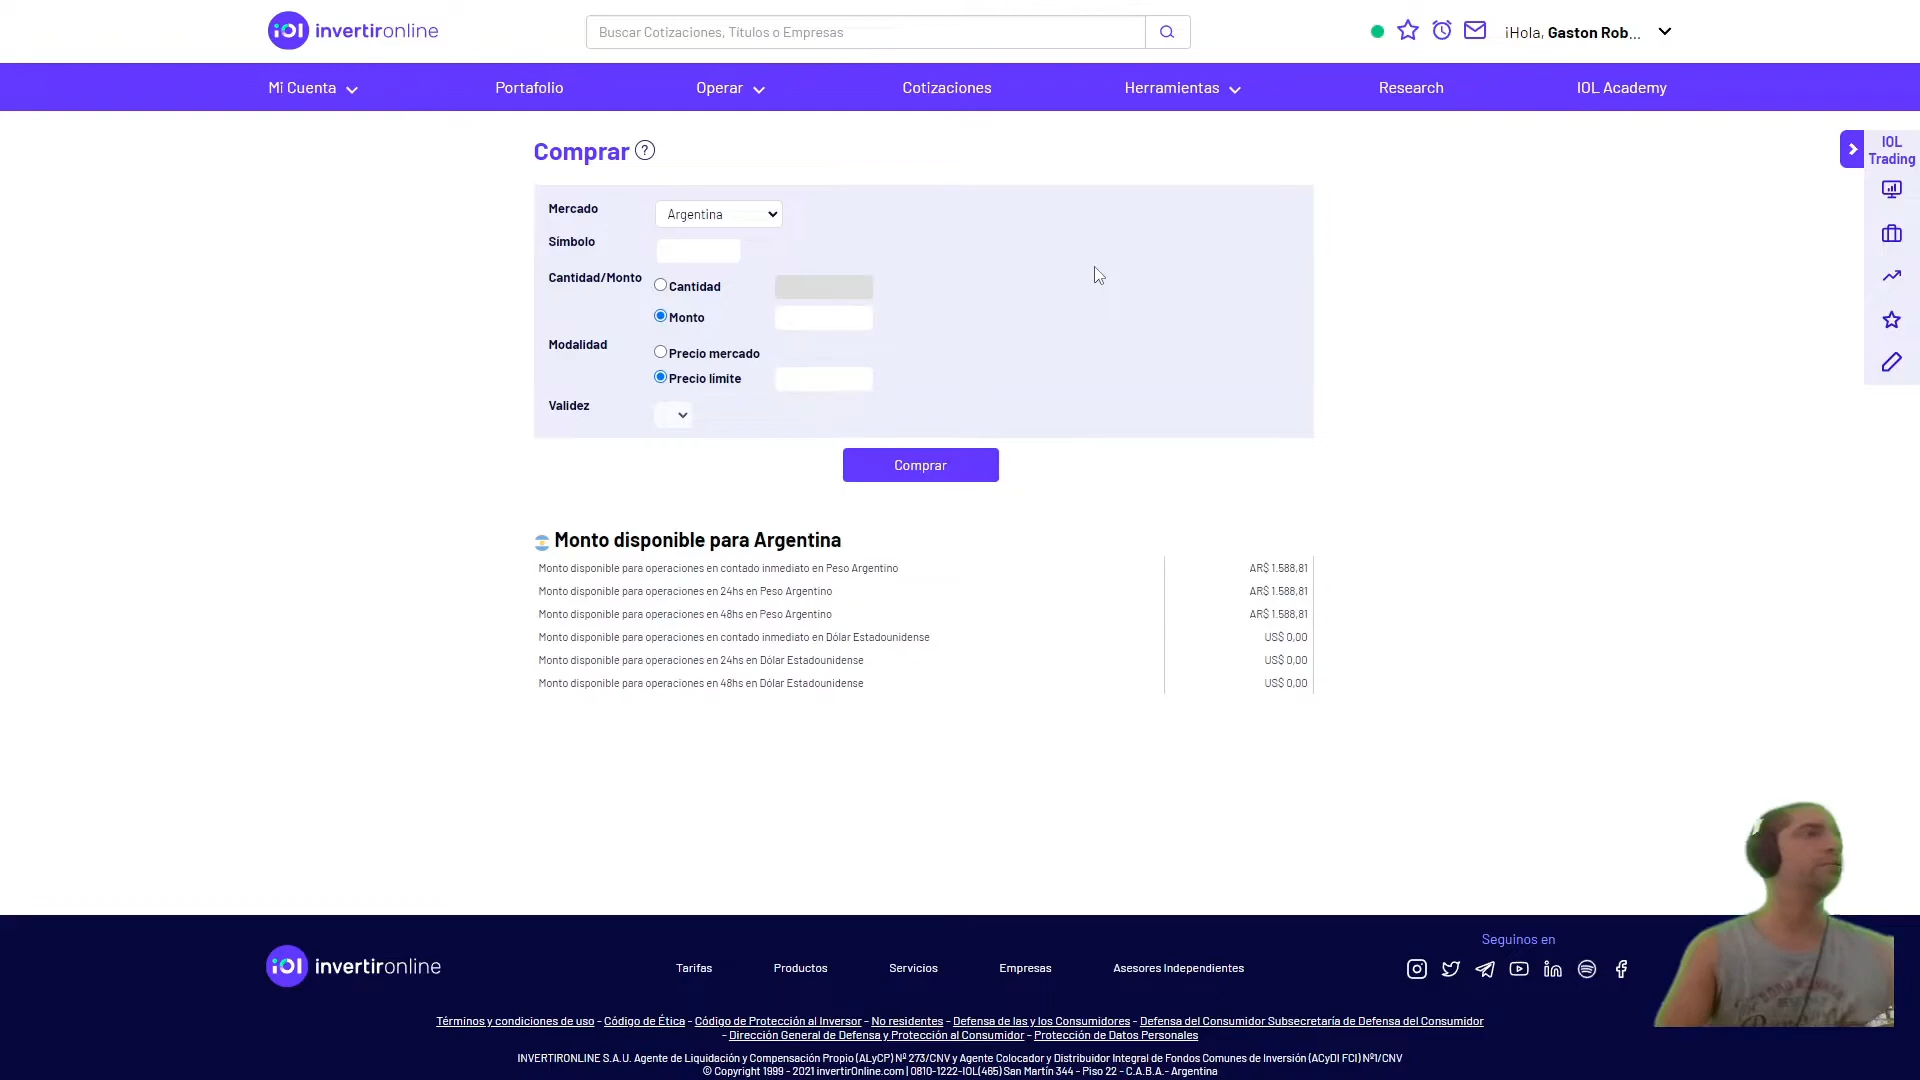 invertironline
Buscar Cotizaciones, Títulos o Empresas
¡Hola, Gaston Rob...
Mi Cuenta
Portafolio
Operar
Cotizaciones
Herramientas
Research
IOL Academy
Comprar ?
IOL
Trading
Mercado
Argentina
Símbolo
Cantidad/Monto
Cantidad
Monto
Modalidad
Precio mercado
Precio límite
Validez
Comprar
Monto disponible para Argentina
Monto disponible para operaciones en contado inmediato en Peso Argentino AR$ 1.588,81
Monto disponible para operaciones en 24hs en Peso Argentino AR$ 1.588,81
Monto disponible para operaciones en 48hs en Peso Argentino AR$ 1.588,81
Monto disponible para operaciones en contado inmediato en Dólar Estadounidense US$ 0,00
Monto disponible para operaciones en 24hs en Dólar Estadounidense US$ 0,00
Monto disponible para operaciones en 48hs en Dólar Estadounidense US$ 0,00
invertironline
Tarifas
Productos
Servicios
Empresas
Asesores Independientes
Seguinos en
Términos y condiciones de uso - Código de Ética - Código de Protección al Inversor - No residentes - Defensa de las y los Consumidores - Defensa del Consumidor Subsecretaría de Defensa del Consumidor
- Dirección General de Defensa y Protección al Consumidor - Protección de Datos Personales
INVERTIRONLINE S.A.U. Agente de Liquidación y Compensación Propio (ALyCP) Nº 273/CNV y Agente Colocador y Distribuidor Integral de Fondos Comunes de Inversión (ACyDI FCI) Nº1/CNV
© Copyright 1999 - 2021 invertirOnline.com | 0810-1222-IOL(465) San Martín 344 - Piso 22 - C.A.B.A.- Argentina